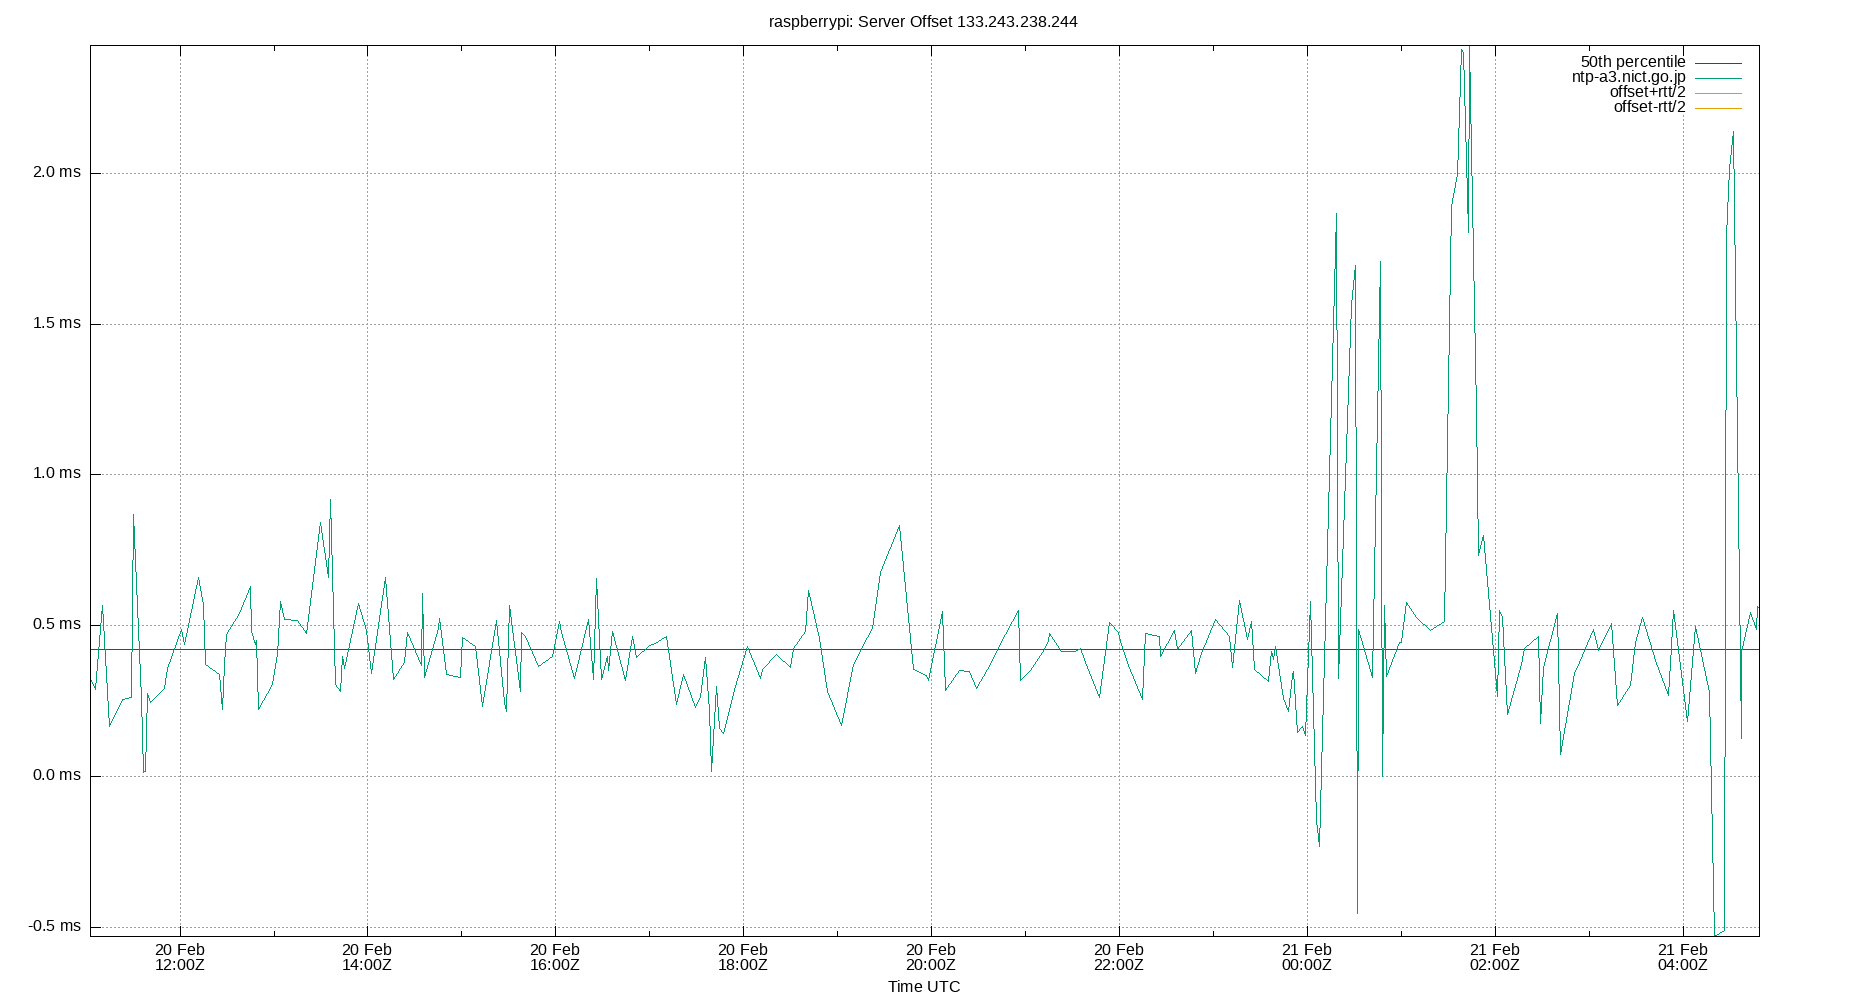 raspberrypi: Server Offset 133.243.238.244
50th percentile
ntp-a3.nict.go.jp
offset+rtt/2
offset-rtt/2
2.0 ms
1.5 ms
1.0 ms
0.5 ms
0.0 ms
-0.5 ms
20 Feb 20 Feb 20 Feb 20 Feb 20 Feb 20 Feb 21 Feb 21 Feb 21 Feb
12:00Z 14:00Z 16:00Z 18:00Z 20:00Z 22:00Z 00:00Z 02:00Z 04:00Z
Time UTC